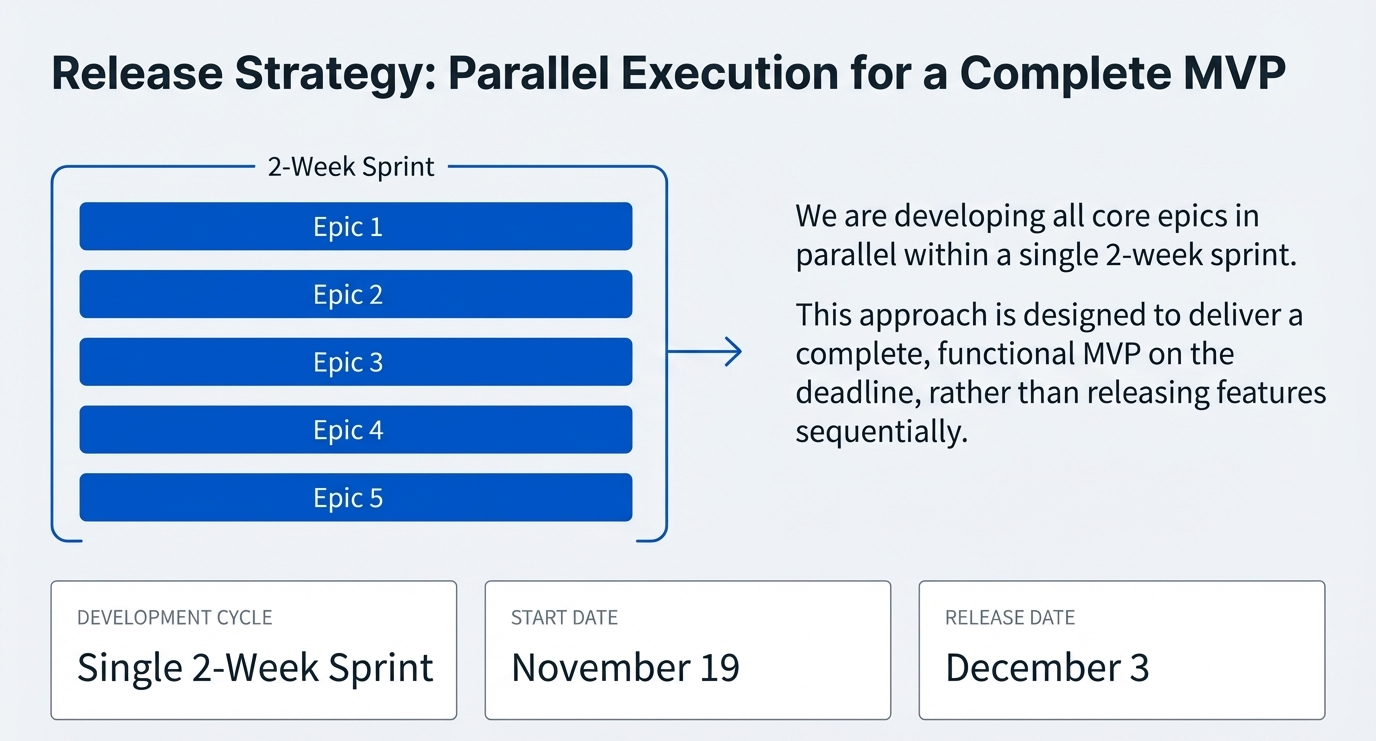 Release Strategy: Parallel Execution for a Complete MVP
2-Week Sprint
Epic 1
Epic 2
Epic 3
Epic 4
Epic 5
We are developing all core epics in
parallel within a single 2-week sprint.
This approach is designed to deliver a
complete, functional MVP on the
deadline, rather than releasing features
sequentially.
DEVELOPMENT CYCLE
Single 2-Week Sprint
START DATE
November 19
RELEASE DATE
December 3